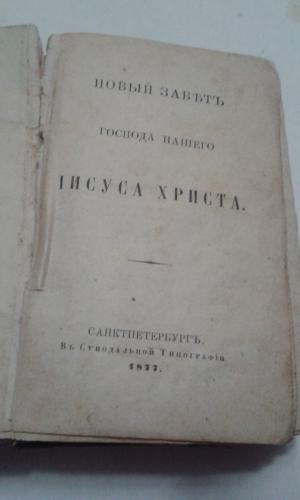 НОВЫЙ ЗАВѢТЪ
ГОСПОДА НАШЕГО
ІИСУСА ХРИСТА.
САНКТПЕТЕРБУРГЪ.
Въ Сѵнодальной Типографіи
1877.